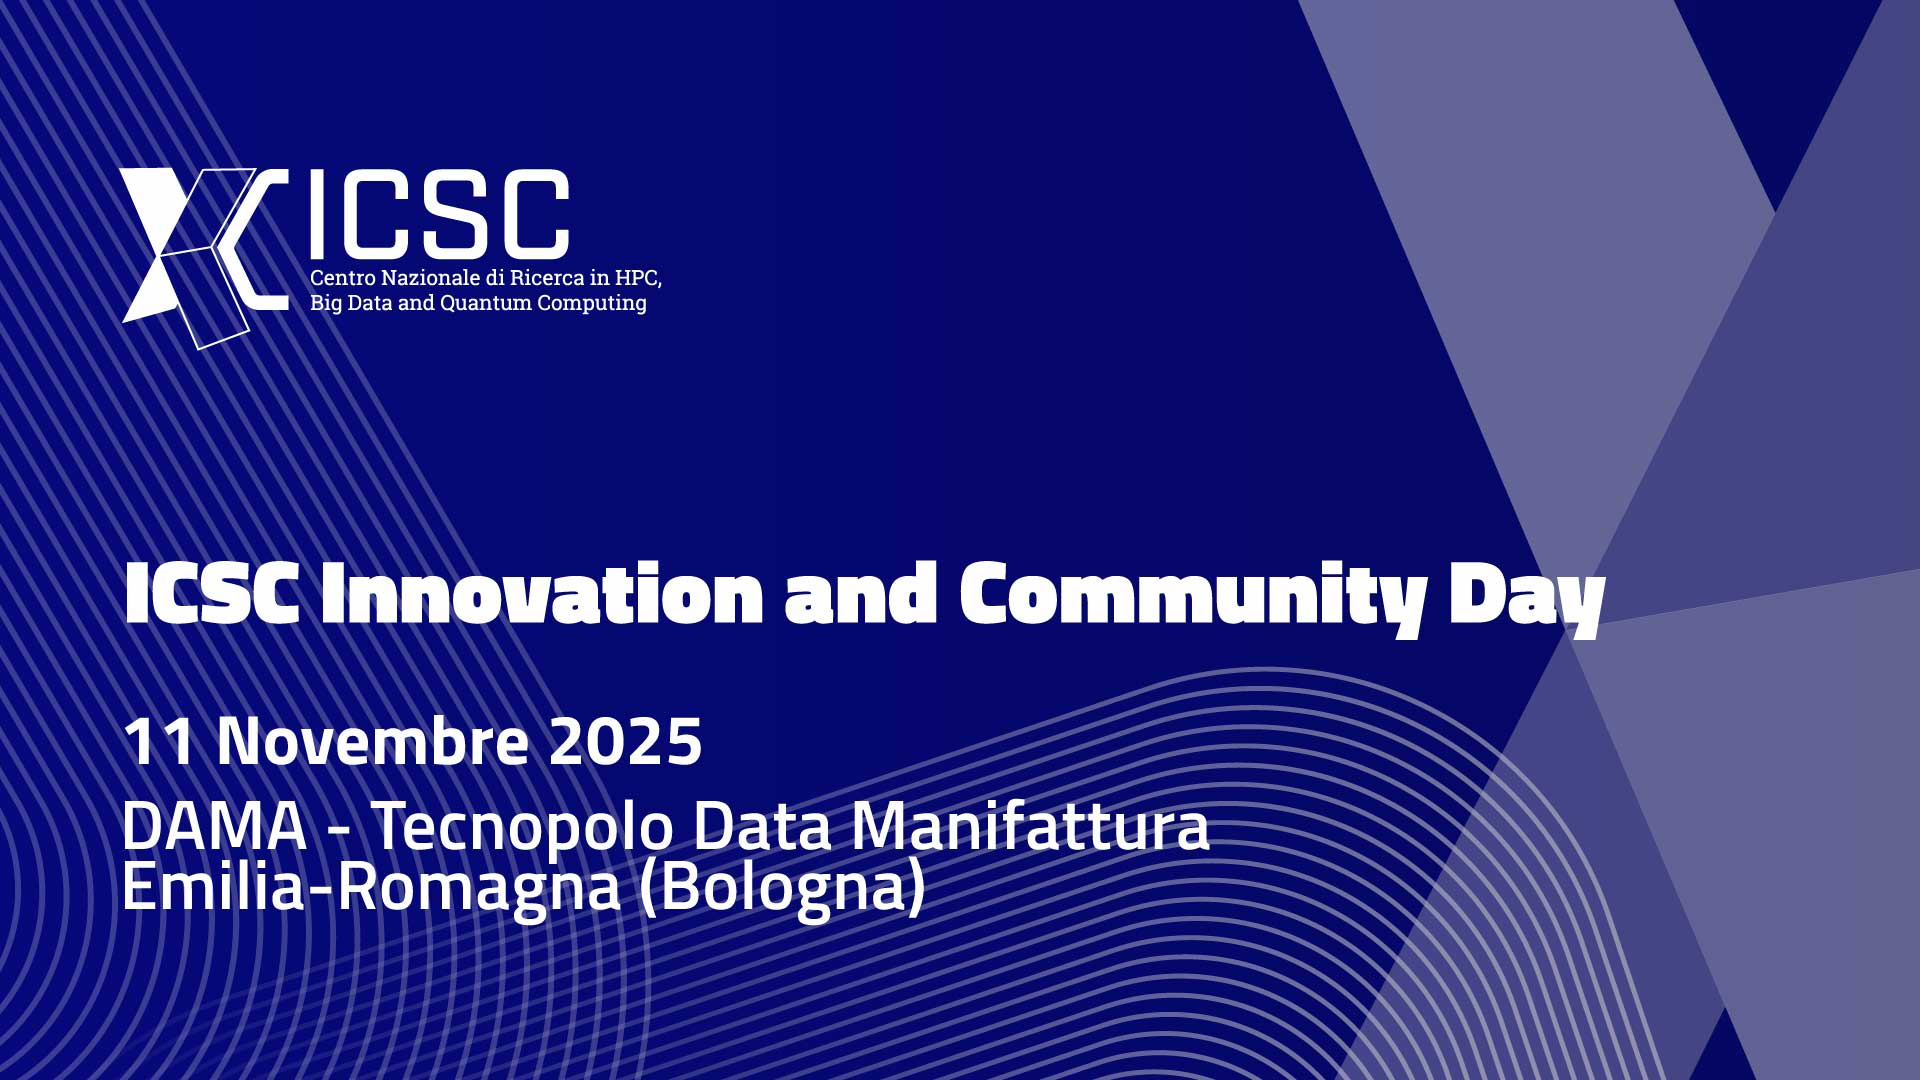 ICSC
Centro Nazionale di Ricerca in HPC,
Big Data and Quantum Computing
ICSC Innovation and Community Day
11 Novembre 2025
DAMA - Tecnopolo Data Manifattura
Emilia-Romagna (Bologna)